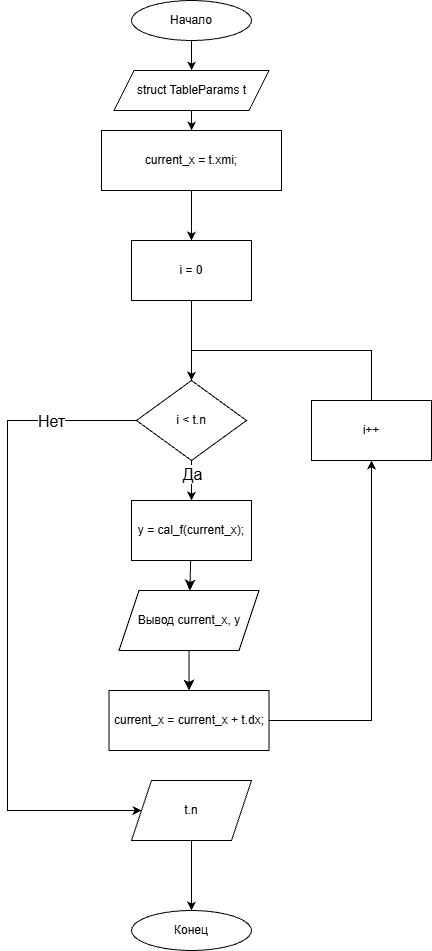 Начало
struct TableParams t
current_x = t.xmi;
i = 0
i < t.n
Нет
i++
Да
y = cal_f(current_x);
Вывод current_x, y
current_x = current_x + t.dx;
t.n
Конец